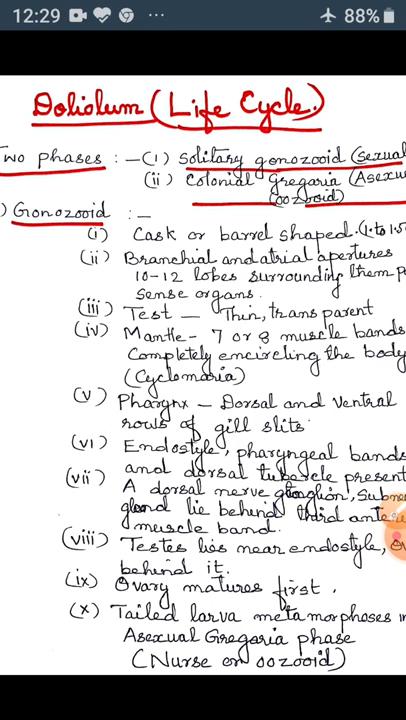 12:29
88%
Doliolum (Life Cycle)
Two phases :- (i) Solitary gonozooid (Sexual
(ii) Colonial Gregaria (Asexu
(oozooid)
) Gonozooid :-
(i) Cask or barrel shaped. (1 to 1.5
(ii) Branchial and atrial apertures
10-12 lobes surrounding them p
Sense organs.
(iii) Test - Thin, transparent
(iv) Mantle - 7 or 8 muscle bands
Completely encircling the body
(Cyclomaria)
(v) Pharynx - Dorsal and Ventral
rows of gill slits
(vi) Endostyle, pharyngeal bands
and dorsal tubercle present
(vii) A dorsal nerve ganglion, Subne
gland lie behind third ante
muscle band.
(viii) Testes lies near endostyle,
behind it.
(ix) Ovary matures first.
(x) Tailed larva metamorphoses in
Asexual Gregaria phase
(Nurse or oozooid)